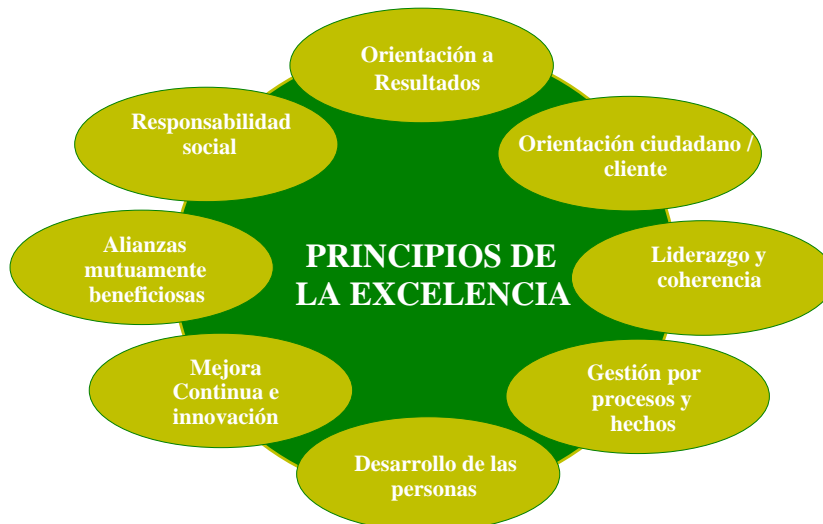 Orientación a
Resultados
Orientación ciudadano /
cliente
Liderazgo y
coherencia
Gestión por
procesos y
hechos
Desarrollo de las
personas
Mejora
Continua e
innovación
Alianzas
mutuamente
beneficiosas
Responsabilidad
social
PRINCIPIOS DE
LA EXCELENCIA